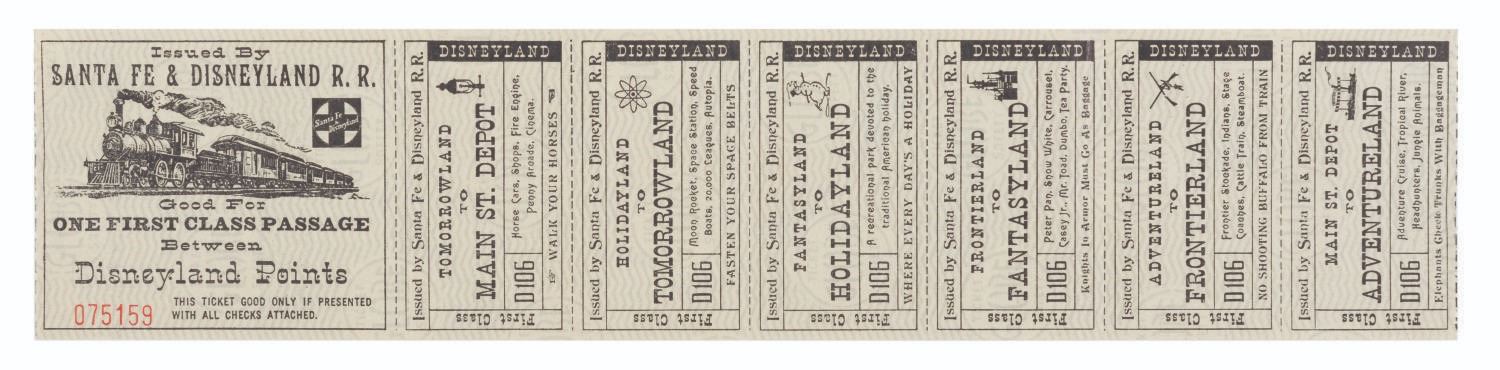 Issued By
SANTA FE & DISNEYLAND R. R.
Santa Fe
Disneyland
Good For
ONE FIRST CLASS PASSAGE
Between
Disneyland Points
075159
THIS TICKET GOOD ONLY IF PRESENTED
WITH ALL CHECKS ATTACHED.
DISNEYLAND
Issued by Santa Fe & Disneyland R. R.
TOMOROWLAND
TO
MAIN ST. DEPOT
D106
Horse Cars, Shops, Fire Engine,
Penny Arcade, Cinema.
WALK YOUR HORSES
First Class
DISNEYLAND
Issued by Santa Fe & Disneyland R. R.
HOLIDAYLAND
TO
TOMORROWLAND
D106
Moon Rocket, Space Station, Speed
Boats, 20,000 Leagues, Autopia.
FASTEN YOUR SPACE BELTS
First Class
DISNEYLAND
Issued by Santa Fe & Disneyland R. R.
FANTASYLAND
TO
HOLIDAYLAND
D106
A recreational park devoted to the
traditional American holiday.
WHERE EVERY DAY'S A HOLIDAY
First Class
DISNEYLAND
Issued by Santa Fe & Disneyland R. R.
FRONTIERLAND
TO
FANTASYLAND
D106
Peter Pan, Snow White, Carrousel,
Casey Jr., Mr. Toad, Dumbo, Tea Party.
Knights In Armor Must Go As Baggage
First Class
DISNEYLAND
Issued by Santa Fe & Disneyland R. R.
ADVENTURELAND
TO
FRONTIERLAND
D106
Frontier Stockade, Indians, Stage
Coaches, Cattle Train, Steamboat.
NO SHOOTING BUFFALO FROM TRAIN
First Class
DISNEYLAND
Issued by Santa Fe & Disneyland R. R.
MAIN ST. DEPOT
TO
ADVENTURELAND
D106
Adventure Cruise, Tropical River,
Headhunters, Jungle Animals.
Elephants Check Trunks With Baggageman
First Class